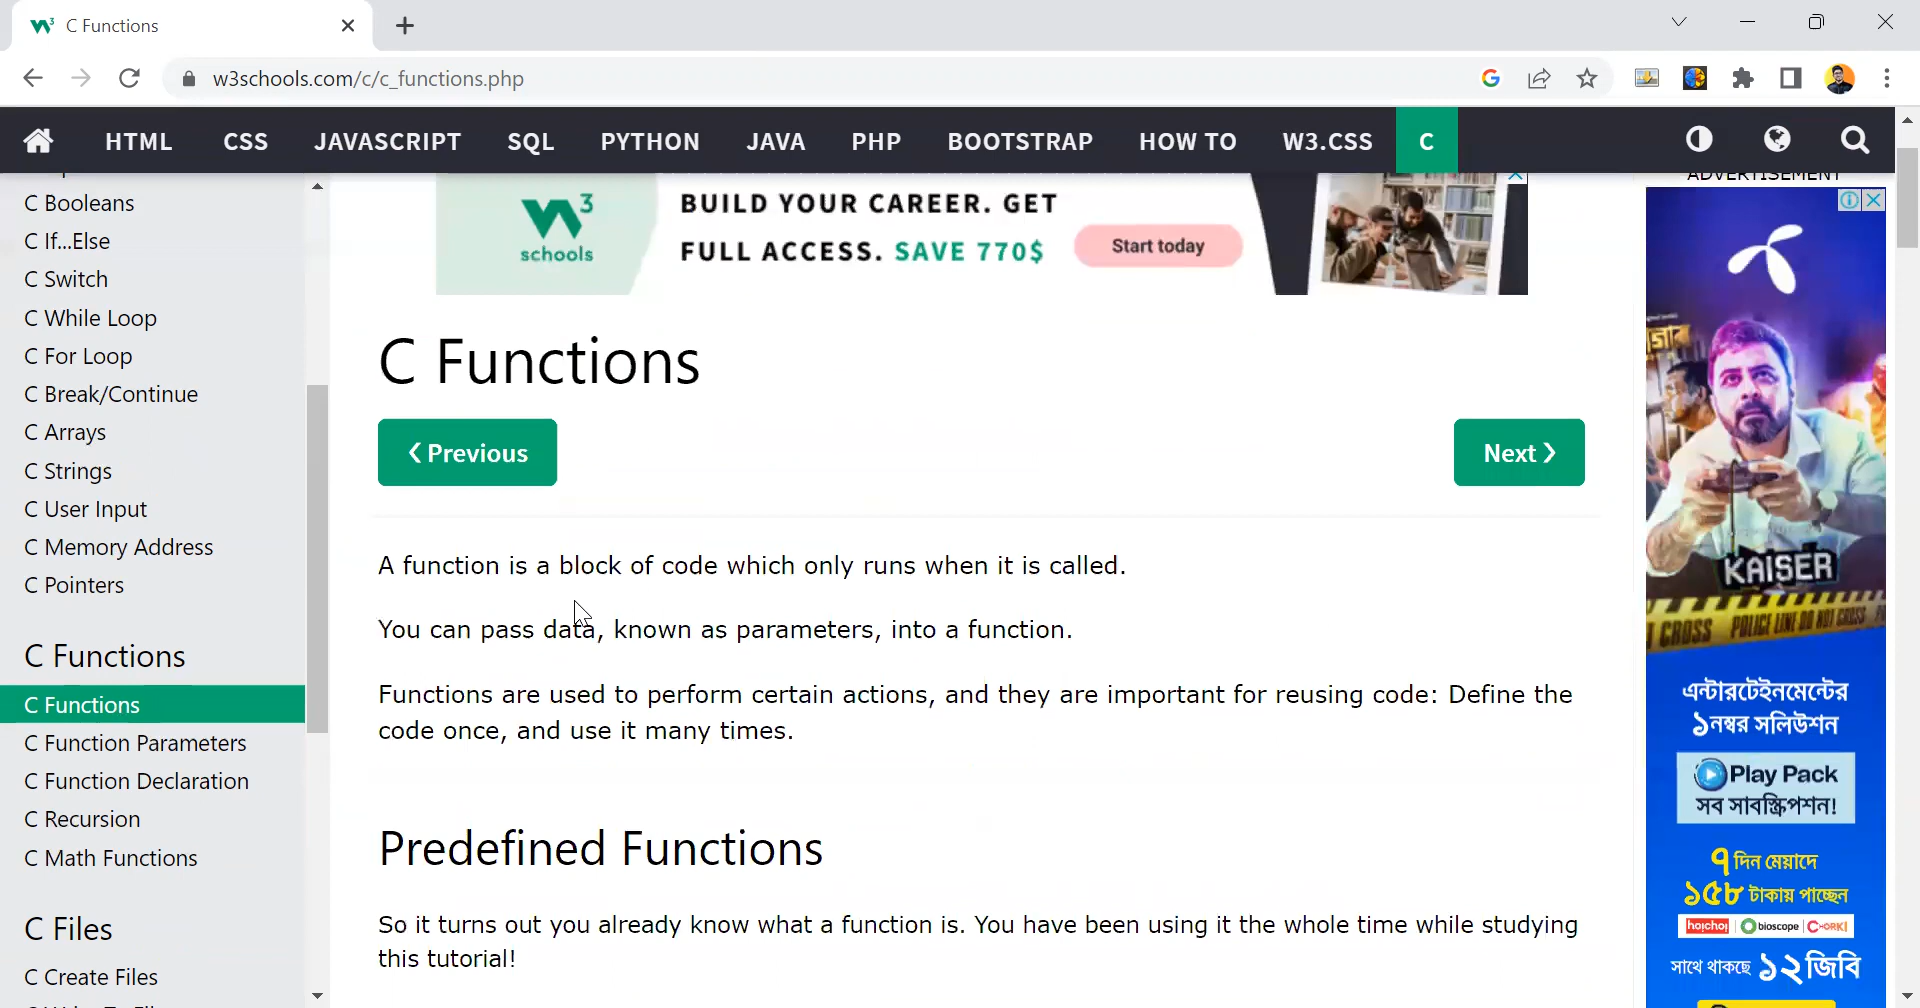 C Functions
w3schools.com/c/c_functions.php
HTML CSS JAVASCRIPT SQL PYTHON JAVA PHP BOOTSTRAP HOW TO W3.CSS C
C Booleans
C If...Else
C Switch
C While Loop
C For Loop
C Break/Continue
C Arrays
C Strings
C User Input
C Memory Address
C Pointers
C Functions
C Functions
C Function Parameters
C Function Declaration
C Recursion
C Math Functions
C Files
C Create Files
W3
schools
BUILD YOUR CAREER. GET
FULL ACCESS. SAVE 770$
Start today
C Functions
❮ Previous
Next ❯
A function is a block of code which only runs when it is called.
You can pass data, known as parameters, into a function.
Functions are used to perform certain actions, and they are important for reusing code: Define the
code once, and use it many times.
Predefined Functions
So it turns out you already know what a function is. You have been using it the whole time while studying
this tutorial!
ADVERTISEMENT
KAISER
এন্টারটেইনমেন্টের
১নম্বর সলিউশন
Play Pack
সব সাবস্ক্রিপশন!
৭ দিন মেয়াদে
১৫৮ টাকায় পাচ্ছেন
hoichoi bioscope CHORKI
সাথে থাকছে ১২জিবি